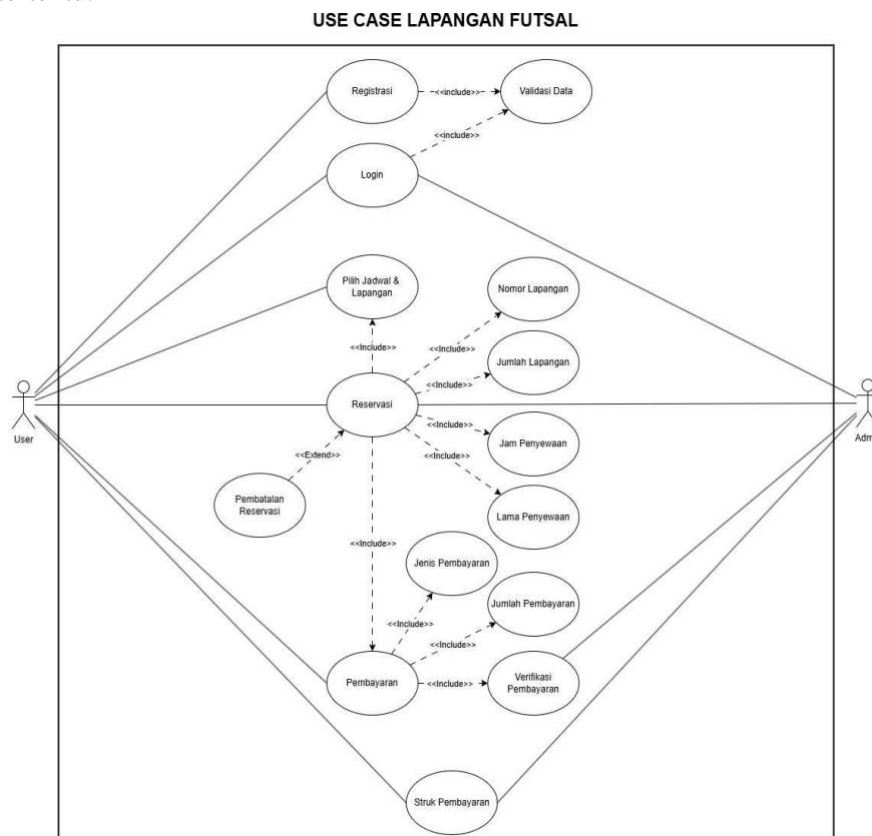 USE CASE LAPANGAN FUTSAL
Registrasi
<<include>>
Validasi Data
<<include>>
Login
Pilih Jadwal &
Lapangan
Nomor Lapangan
<<Include>>
<<Include>>
Jumlah Lapangan
<<Include>>
Reservasi
<<Include>>
Jam Penyewaan
User
Adm
<<Extend>>
<<Include>>
Pembatalan
Reservasi
Lama Penyewaan
<<Include>>
Jenis Pembayaran
Jumlah Pembayaran
<<Include>>
<<Include>>
Pembayaran
<<Include>>
Verifikasi
Pembayaran
Struk Pembayaran